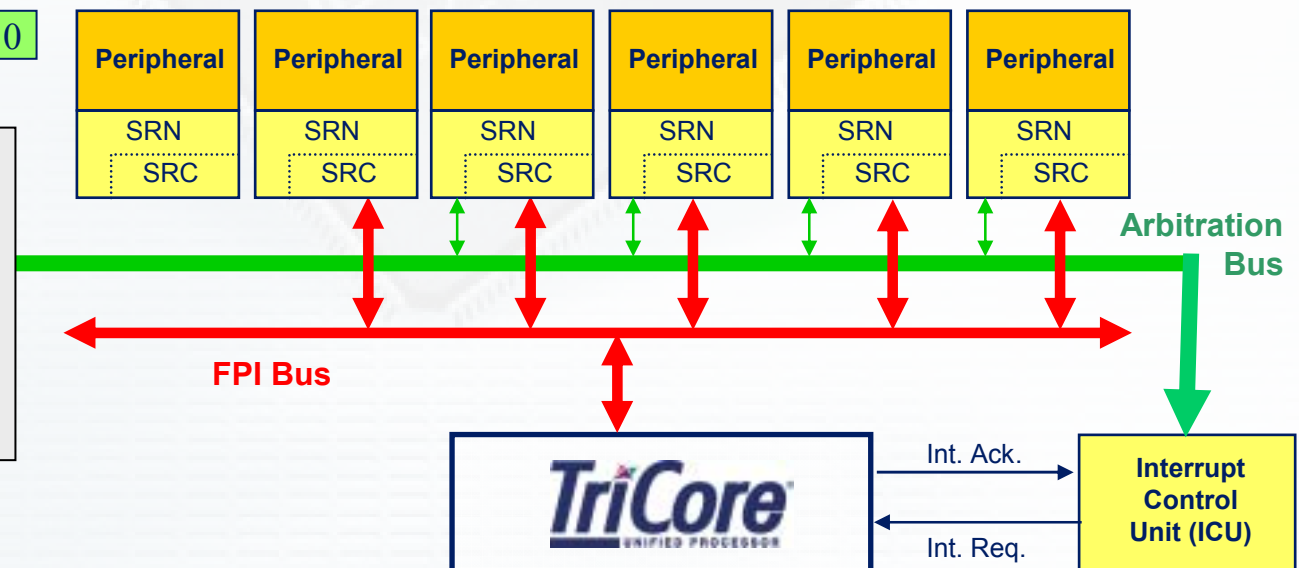 0
Peripheral
Peripheral
Peripheral
Peripheral
Peripheral
Peripheral
SRN
SRN
SRN
SRN
SRN
SRN
SRC
SRC
SRC
SRC
SRC
SRC
Arbitration
Bus
FPI Bus
TriCore
UNIFIED PROCESSOR
Int. Ack.
Int. Req.
Interrupt
Control
Unit (ICU)